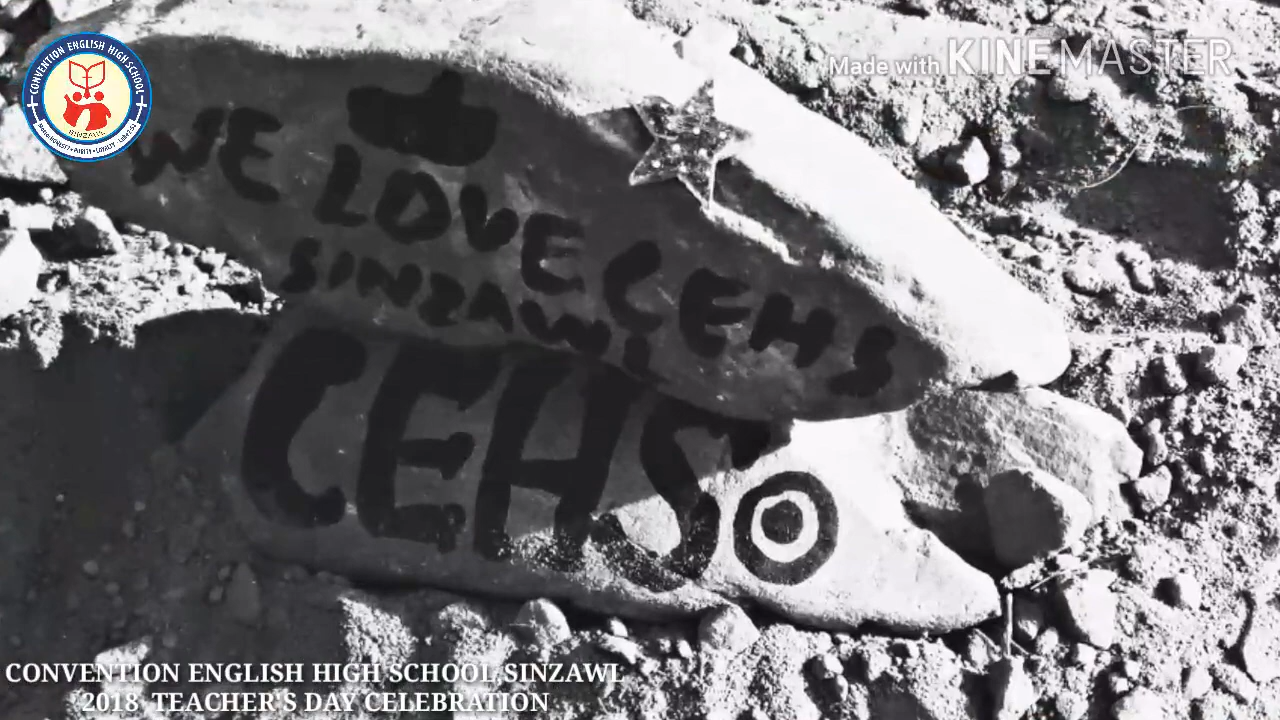 CONVENTION ENGLISH HIGH SCHOOL
SINZAWL
Made with KINEMASTER
WE LOVE CEHS
SINZAWL
CEHS
CONVENTION ENGLISH HIGH SCHOOL, SINZAWL
2018 TEACHER'S DAY CELEBRATION